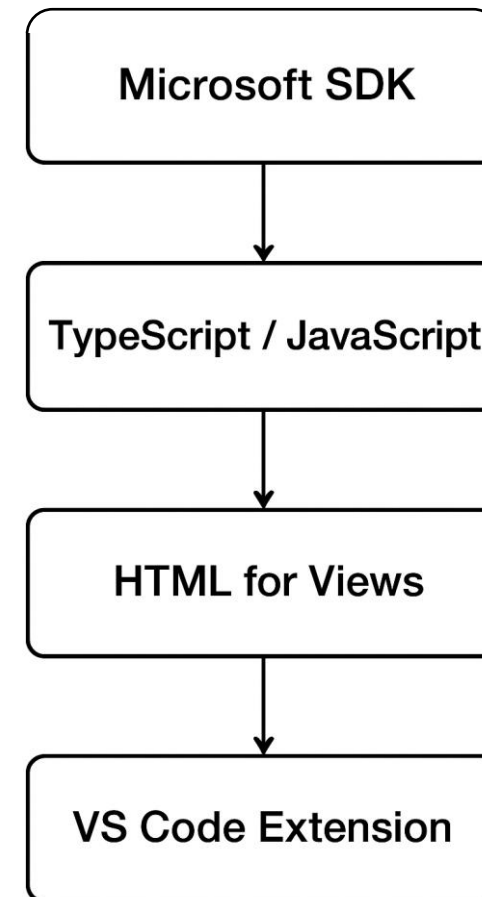 Microsoft SDK
TypeScript / JavaScript
HTML for Views
VS Code Extension